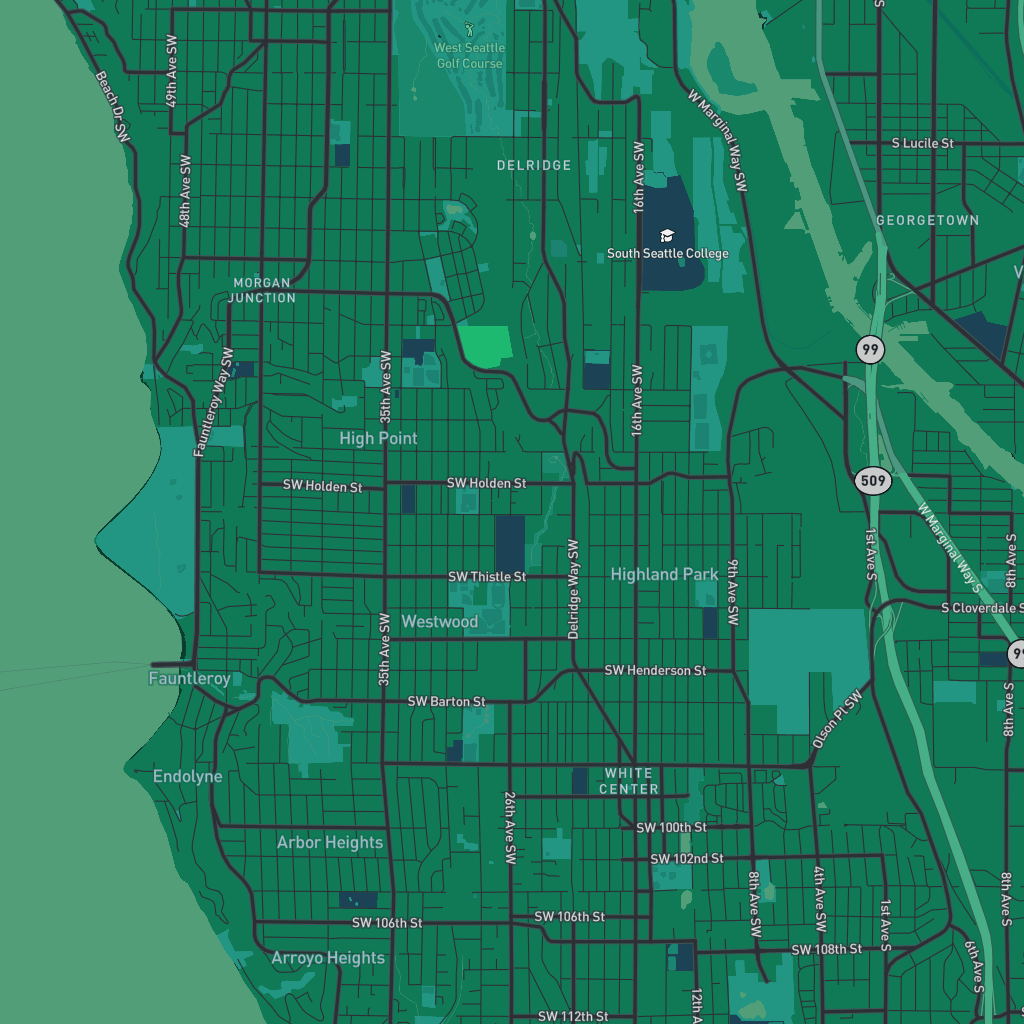 West Seattle
Golf Course
49th Ave SW
Beach Dr SW
W Marginal Way SW
S
S Lucile St
DELRIDGE
16th Ave SW
48th Ave SW
GEORGETOWN
South Seattle College
MORGAN
JUNCTION
V
99
Fauntleroy Way SW
35th Ave SW
16th Ave SW
High Point
SW Holden St
SW Holden St
509
W Marginal Way S
1st Ave S
8th Ave S
SW Thistle St
Delridge Way SW
Highland Park
9th Ave SW
S Cloverdale S
Westwood
35th Ave SW
99
Fauntleroy
SW Henderson St
SW Barton St
Olson Pl SW
8th Ave S
Endolyne
WHITE
CENTER
26th Ave SW
SW 100th St
Arbor Heights
SW 102nd St
8th Ave SW
4th Ave SW
1st Ave S
8th Ave S
SW 106th St
SW 106th St
Arroyo Heights
SW 108th St
6th Ave S
12th A
SW 112th St